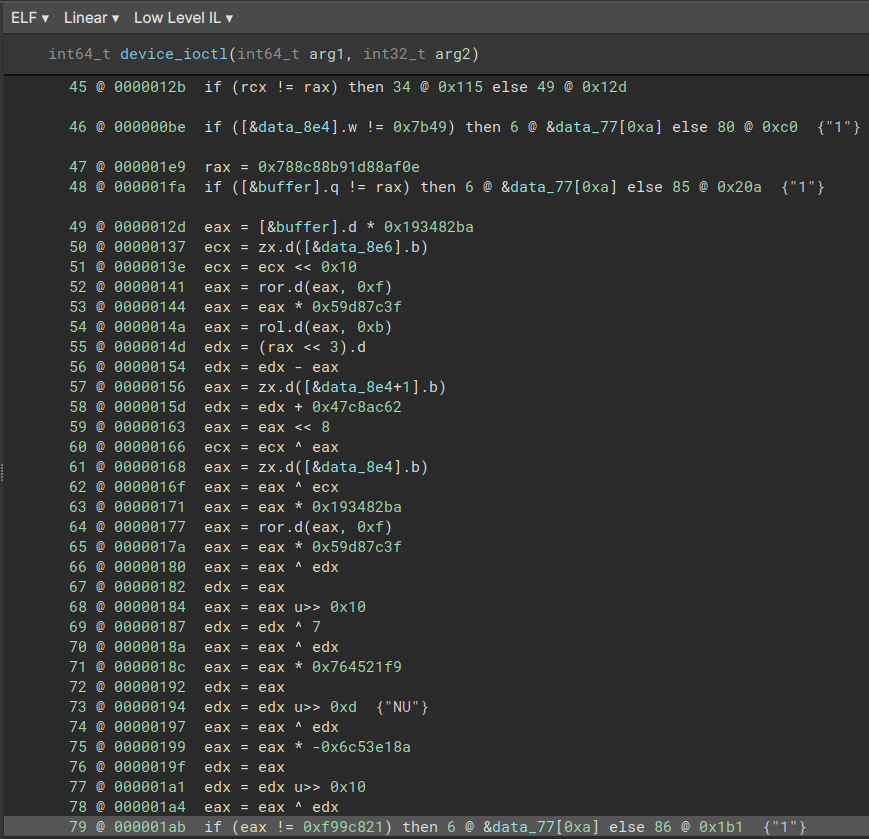 ELF ▾ Linear ▾ Low Level IL ▾
int64_t device_ioctl(int64_t arg1, int32_t arg2)
45 @ 0000012b if (rcx != rax) then 34 @ 0x115 else 49 @ 0x12d
46 @ 000000be if ([&data_8e4].w != 0x7b49) then 6 @ &data_77[0xa] else 80 @ 0xc0 {"1"}
47 @ 000001e9 rax = 0x788c88b91d88af0e
48 @ 000001fa if ([&buffer].q != rax) then 6 @ &data_77[0xa] else 85 @ 0x20a {"1"}
49 @ 0000012d eax = [&buffer].d * 0x193482ba
50 @ 00000137 ecx = zx.d([&data_8e6].b)
51 @ 0000013e ecx = ecx << 0x10
52 @ 00000141 eax = ror.d(eax, 0xf)
53 @ 00000144 eax = eax * 0x59d87c3f
54 @ 0000014a eax = rol.d(eax, 0xb)
55 @ 0000014d edx = (rax << 3).d
56 @ 00000154 edx = edx - eax
57 @ 00000156 eax = zx.d([&data_8e4+1].b)
58 @ 0000015d edx = edx + 0x47c8ac62
59 @ 00000163 eax = eax << 8
60 @ 00000166 ecx = ecx ^ eax
61 @ 00000168 eax = zx.d([&data_8e4].b)
62 @ 0000016f eax = eax ^ ecx
63 @ 00000171 eax = eax * 0x193482ba
64 @ 00000177 eax = ror.d(eax, 0xf)
65 @ 0000017a eax = eax * 0x59d87c3f
66 @ 00000180 eax = eax ^ edx
67 @ 00000182 edx = eax
68 @ 00000184 eax = eax u>> 0x10
69 @ 00000187 edx = edx ^ 7
70 @ 0000018a eax = eax ^ edx
71 @ 0000018c eax = eax * 0x764521f9
72 @ 00000192 edx = eax
73 @ 00000194 edx = edx u>> 0xd {"NU"}
74 @ 00000197 eax = eax ^ edx
75 @ 00000199 eax = eax * -0x6c53e18a
76 @ 0000019f edx = eax
77 @ 000001a1 edx = edx u>> 0x10
78 @ 000001a4 eax = eax ^ edx
79 @ 000001ab if (eax != 0xf99c821) then 6 @ &data_77[0xa] else 86 @ 0x1b1 {"1"}